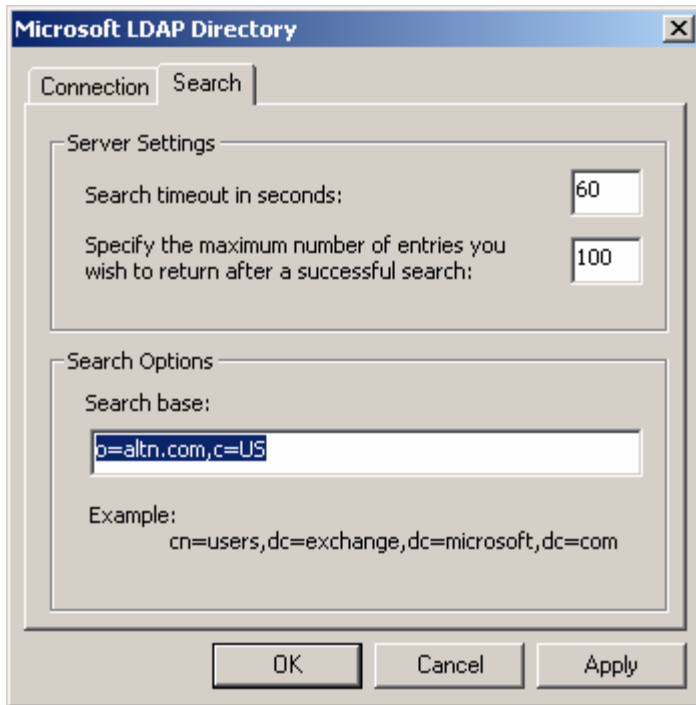 Microsoft LDAP Directory
Connection Search
Server Settings
Search timeout in seconds: 60
Specify the maximum number of entries you
wish to return after a successful search: 100
Search Options
Search base:
o=altn.com,c=US
Example:
cn=users,dc=exchange,dc=microsoft,dc=com
OK Cancel Apply